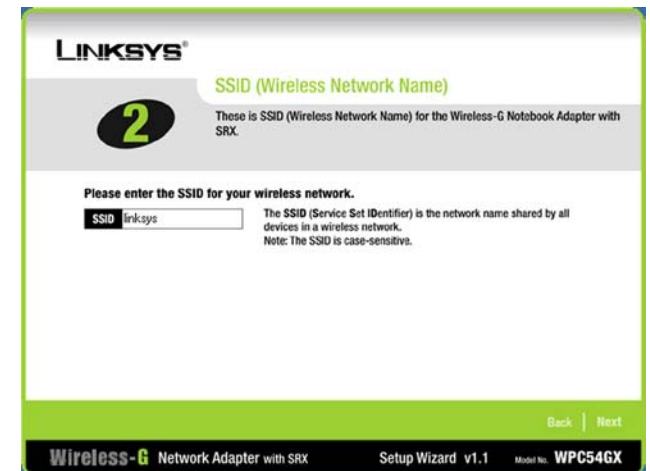 LINKSYS®
SSID (Wireless Network Name)
2
These is SSID (Wireless Network Name) for the Wireless-G Notebook Adapter with
SRX.
Please enter the SSID for your wireless network.
SSID linksys
The SSID (Service Set IDentifier) is the network name shared by all
devices in a wireless network.
Note: The SSID is case-sensitive.
Back | Next
Wireless-G Network Adapter with SRX Setup Wizard v1.1 Model No. WPC54GX